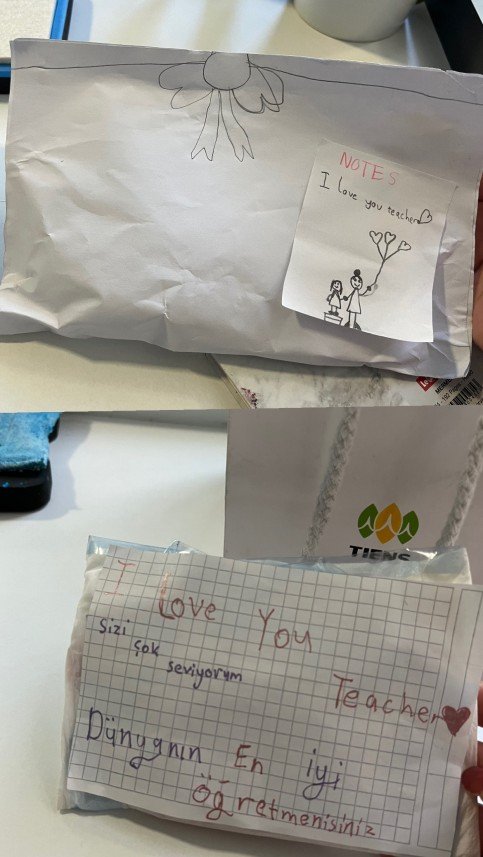 NOTES
I love you teacher
TIENS
I Love You
Sizi
çok
seviyorum
Teacher
Dünyanın En iyi
öğretmenisiniz